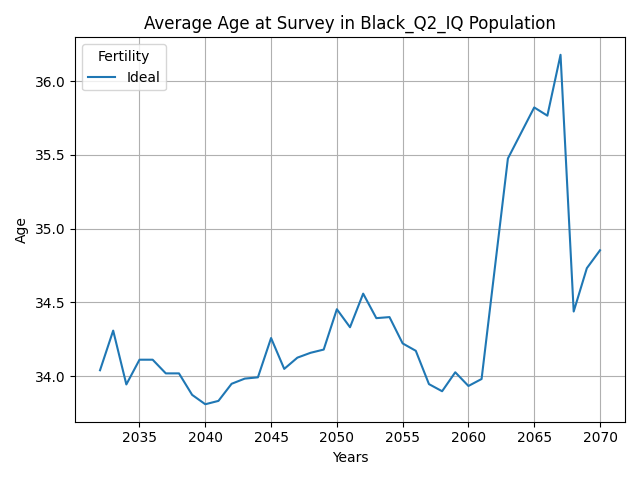 Average Age at Survey in Black_Q2_IQ Population
Fertility
Ideal
36.0
35.5
35.0
34.5
34.0
Age
2035 2040 2045 2050 2055 2060 2065 2070
Years